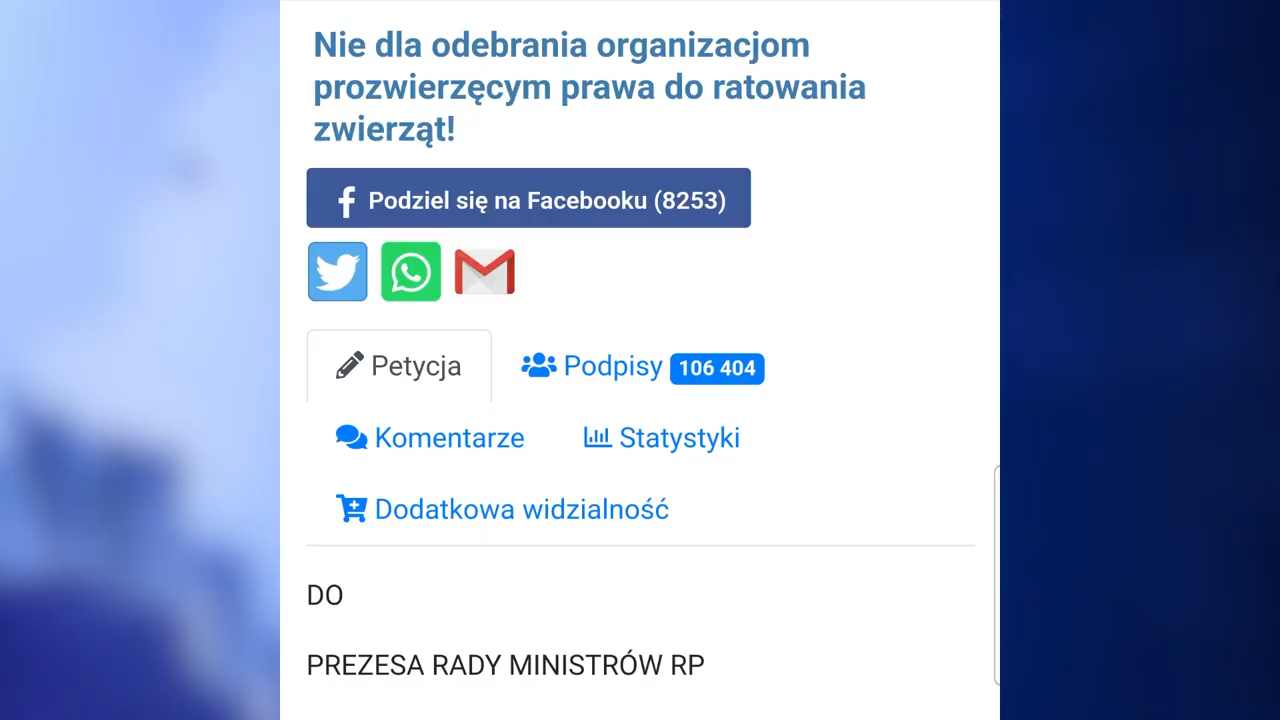 Nie dla odebrania organizacjom
prozwierzęcym prawa do ratowania
zwierząt!
Podziel się na Facebooku (8253)
Petycja
Podpisy 106 404
Komentarze
Statystyki
Dodatkowa widzialność
DO
PREZESA RADY MINISTRÓW RP